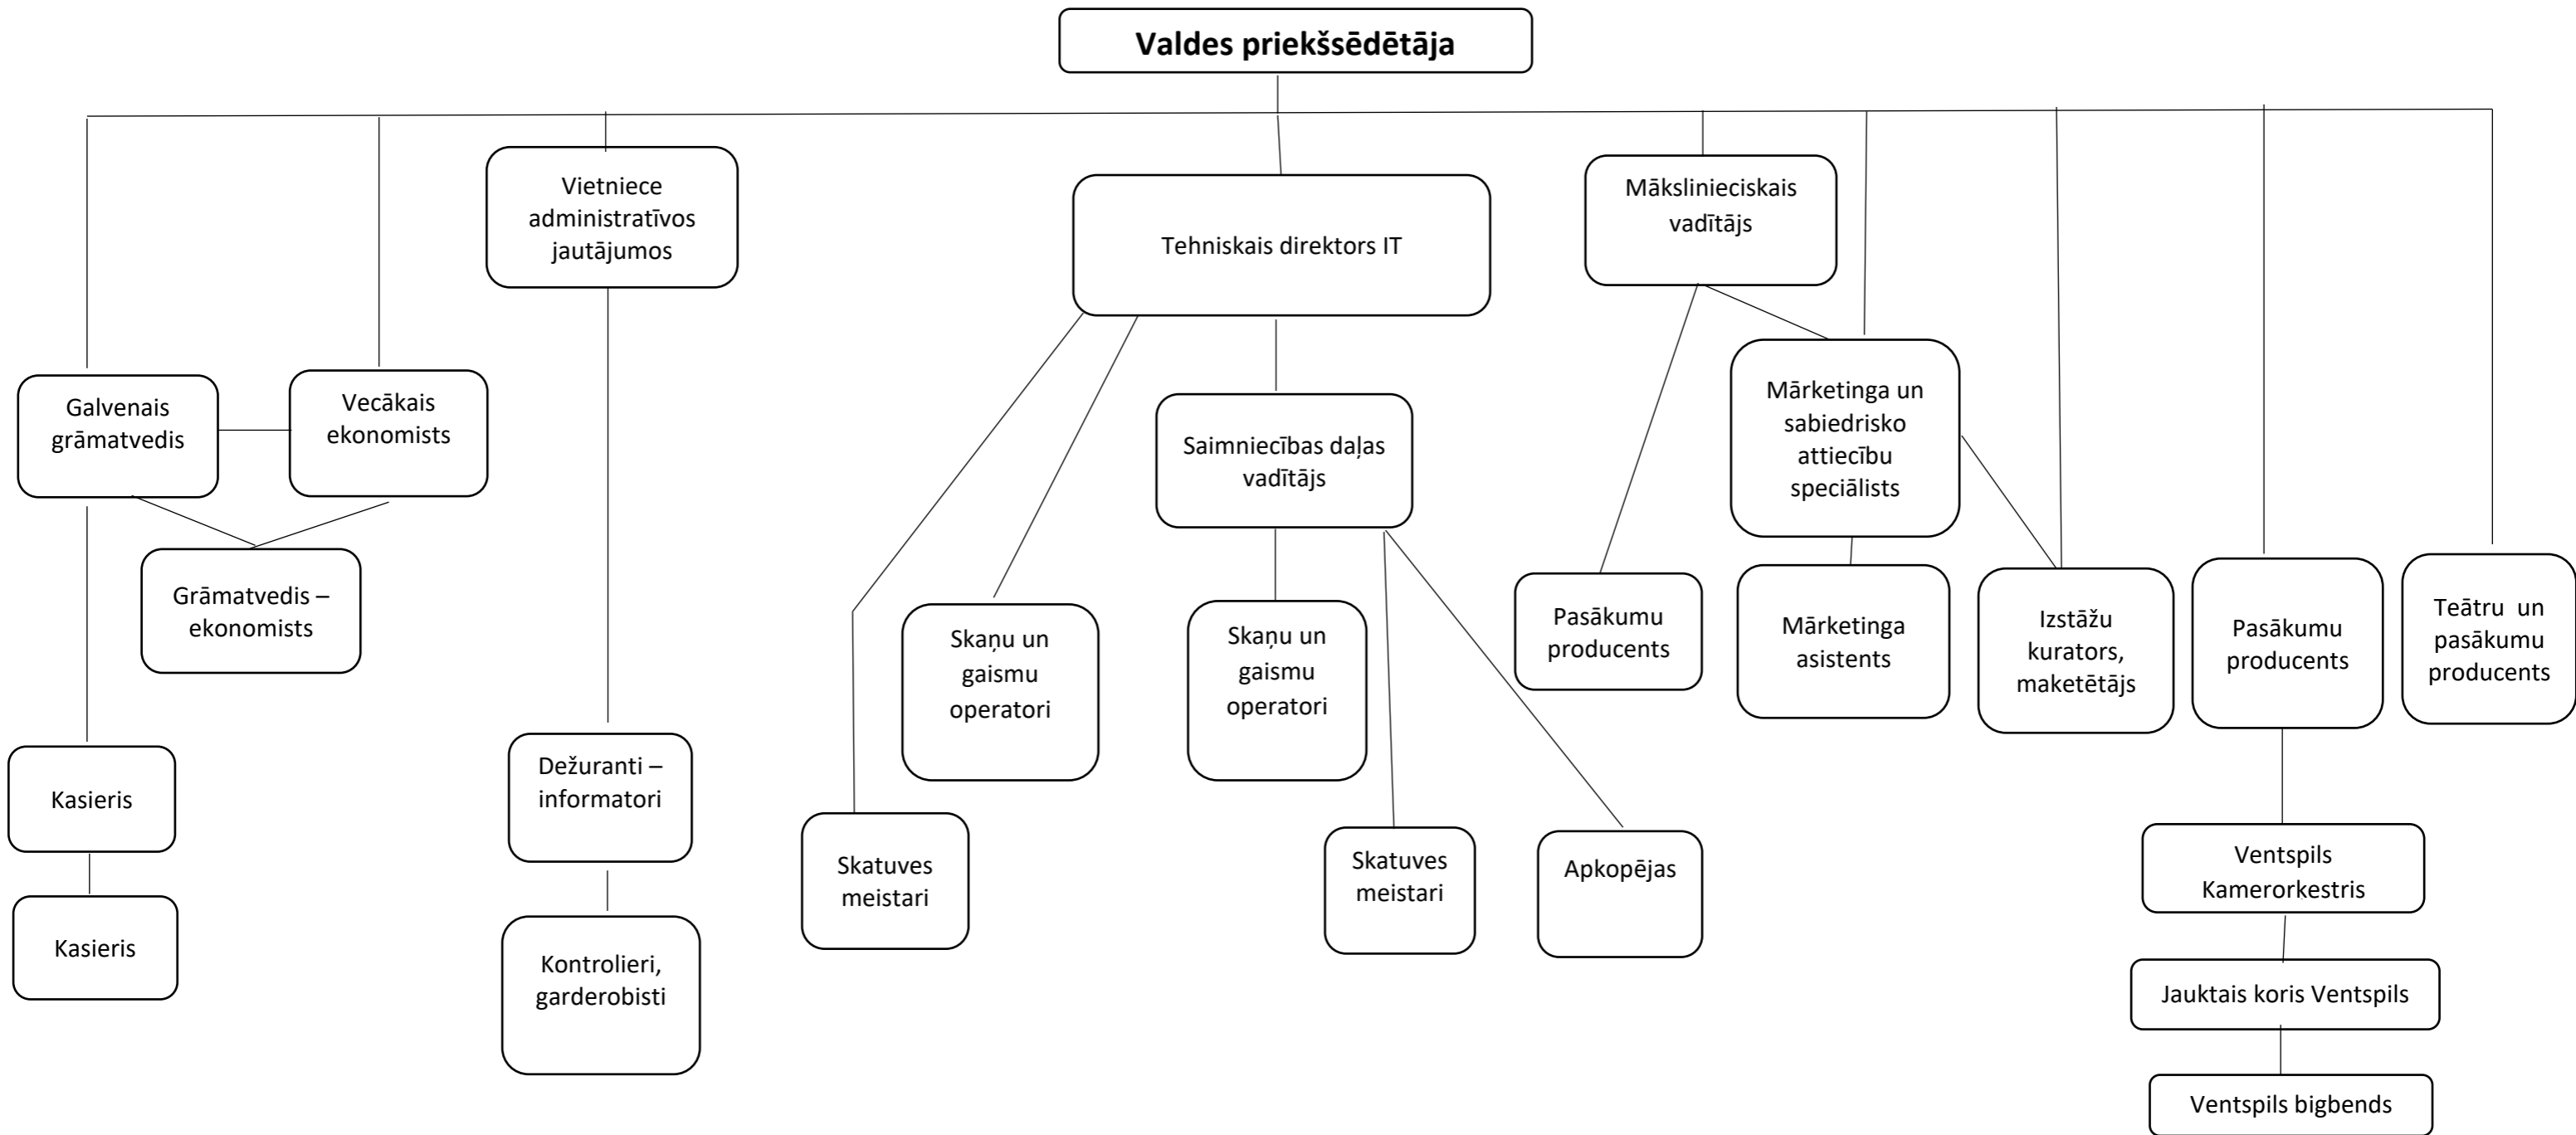 Valdes priekšsēdētāja
Vietniece
administratīvos
jautājumos
Tehniskais direktors IT
Mākslinieciskais
vadītājs
Galvenais
grāmatvedis
Vecākais
ekonomists
Saimniecības daļas
vadītājs
Mārketinga un
sabiedrisko
attiecību
speciālists
Grāmatvedis –
ekonomists
Skaņu un
gaismu
operatori
Skaņu un
gaismu
operatori
Pasākumu
producents
Mārketinga
asistents
Izstāžu
kurators,
maketētājs
Pasākumu
producents
Teātru un
pasākumu
producents
Kasieris
Dežuranti –
informatori
Skatuves
meistari
Skatuves
meistari
Apkopējas
Ventspils
Kamerorķestris
Kasieris
Kontrolieri,
garderobisti
Jauktais koris Ventspils
Ventspils bigbends